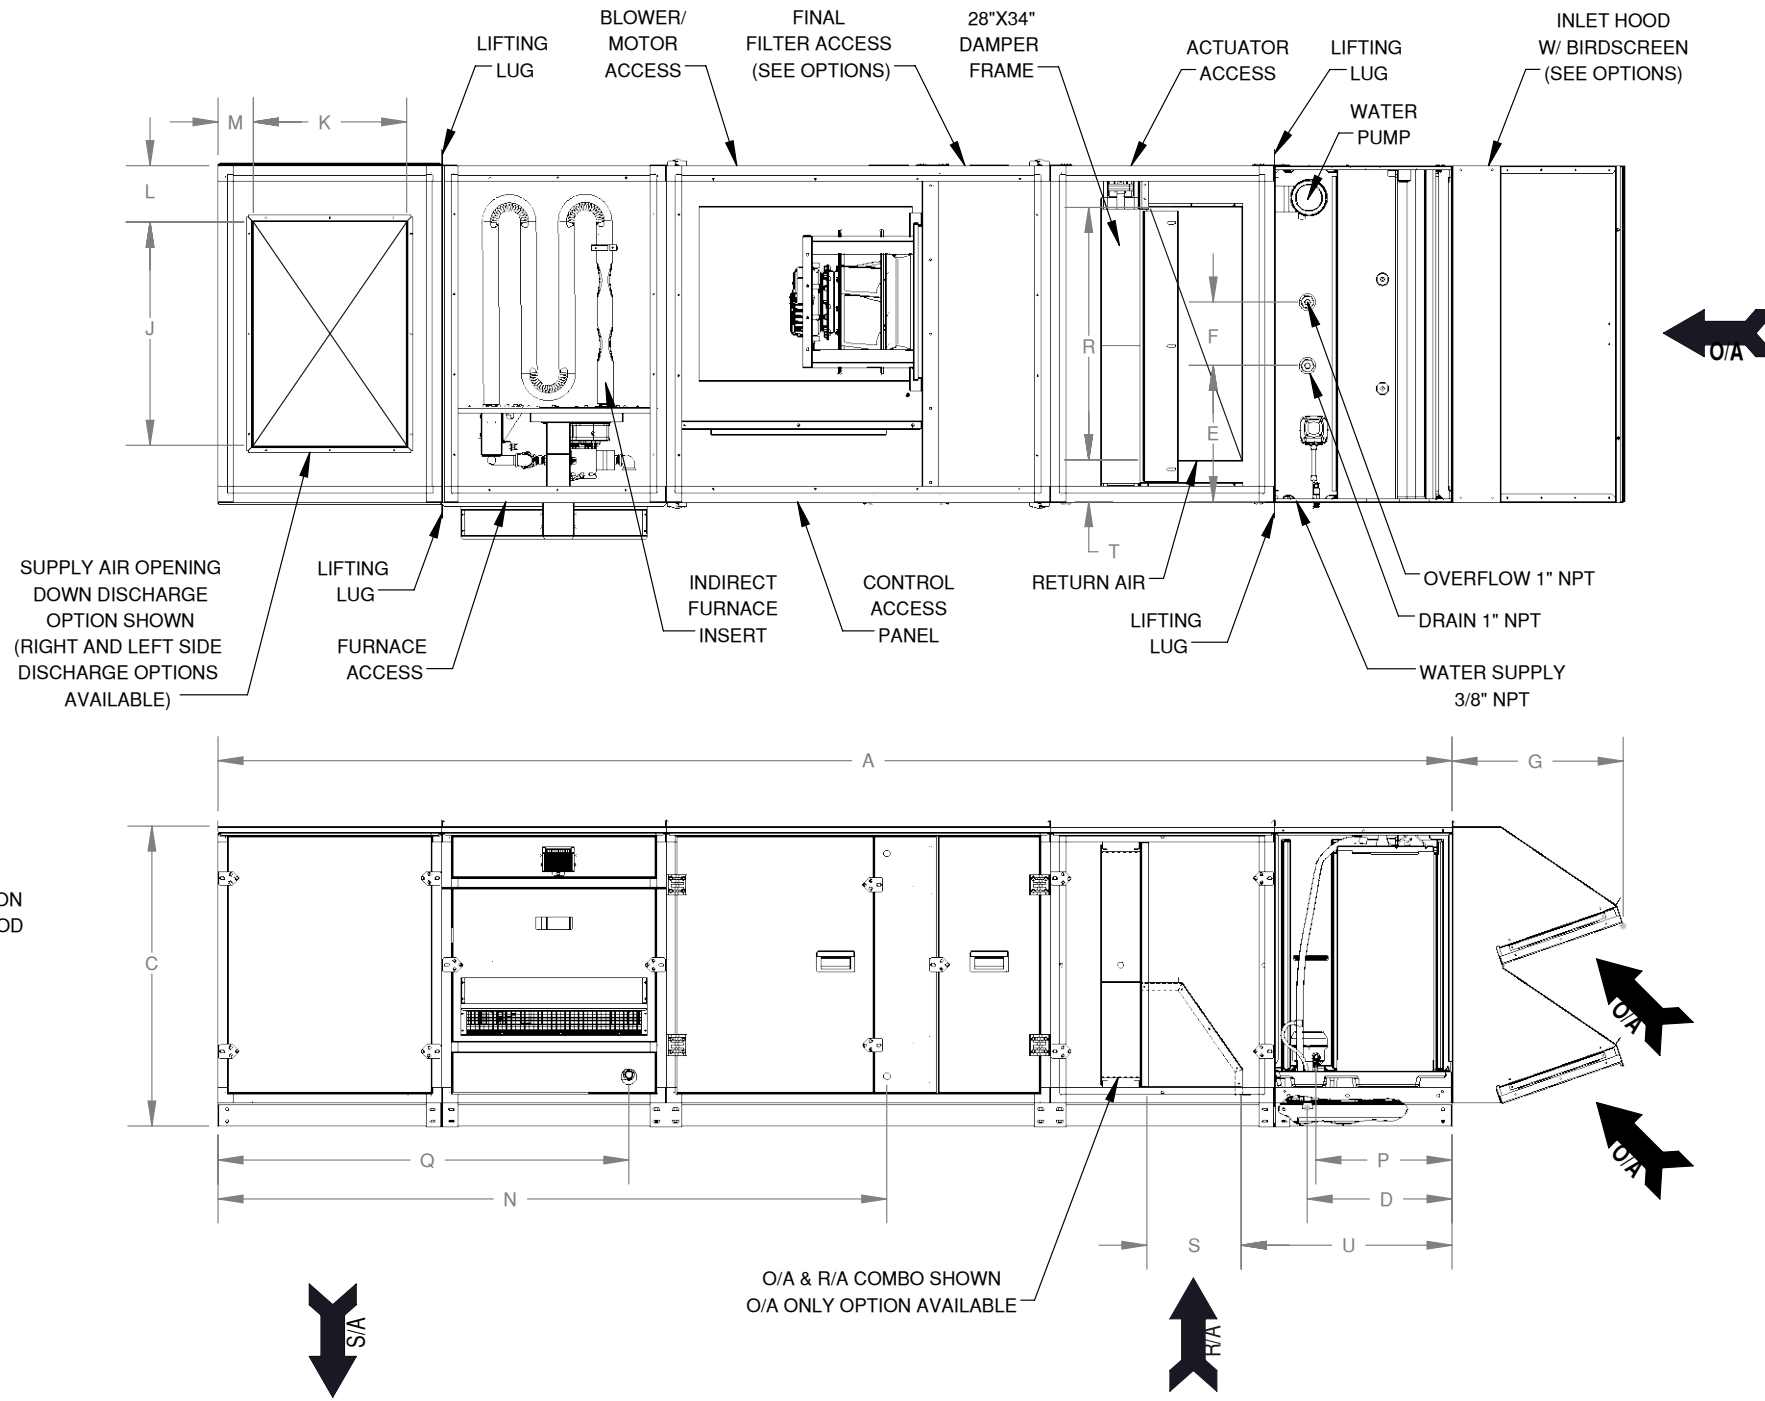 BLOWER/
MOTOR
ACCESS
FINAL
FILTER ACCESS
(SEE OPTIONS)
28"X34"
DAMPER
FRAME
INLET HOOD
W/ BIRDSCREEN
(SEE OPTIONS)
LIFTING
LUG
ACTUATOR
ACCESS
LIFTING
LUG
WATER
PUMP
M
K
L
J
R
F
E
T
O/A
SUPPLY AIR OPENING
DOWN DISCHARGE
OPTION SHOWN
(RIGHT AND LEFT SIDE
DISCHARGE OPTIONS
AVAILABLE)
LIFTING
LUG
FURNACE
ACCESS
INDIRECT
FURNACE
INSERT
CONTROL
ACCESS
PANEL
RETURN AIR
LIFTING
LUG
OVERFLOW 1" NPT
DRAIN 1" NPT
WATER SUPPLY
3/8" NPT
A
G
ON
OD
C
O/A
O/A
Q
P
N
D
S
U
O/A & R/A COMBO SHOWN
O/A ONLY OPTION AVAILABLE
S/A
R/A